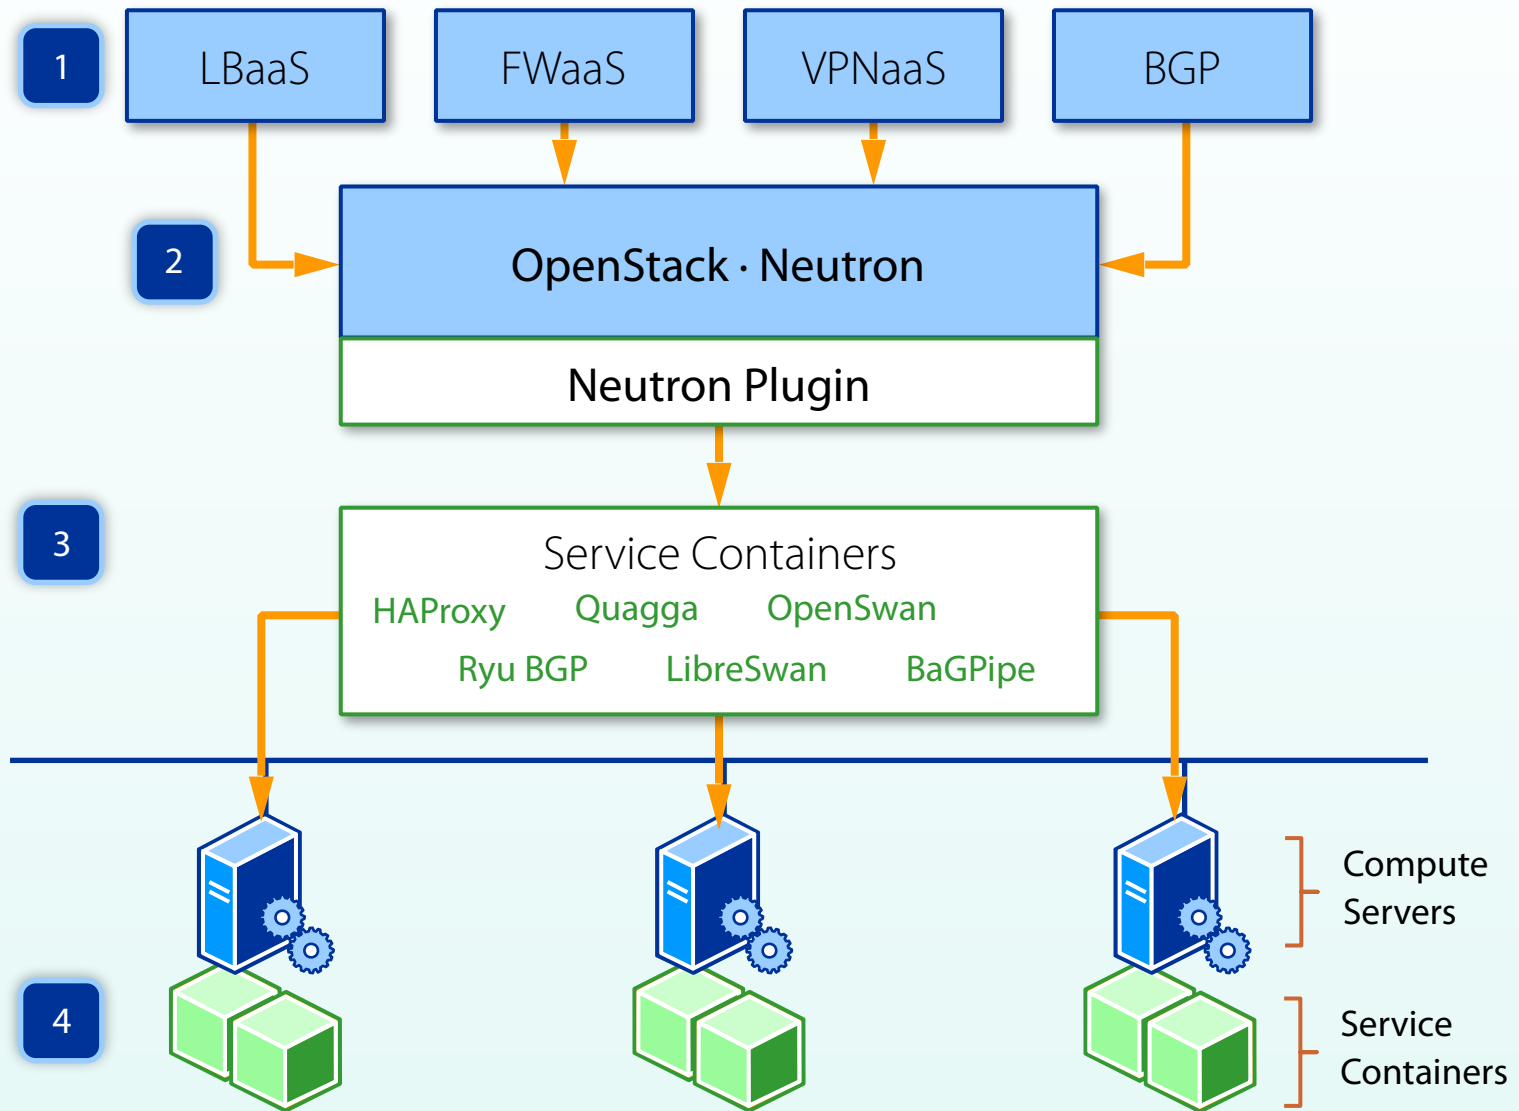 1
LBaaS
FWaaS
VPNaaS
BGP
2
OpenStack · Neutron
Neutron Plugin
3
Service Containers
HAProxy Quagga OpenSwan
Ryu BGP LibreSwan BaGPipe
Compute
Servers
4
Service
Containers